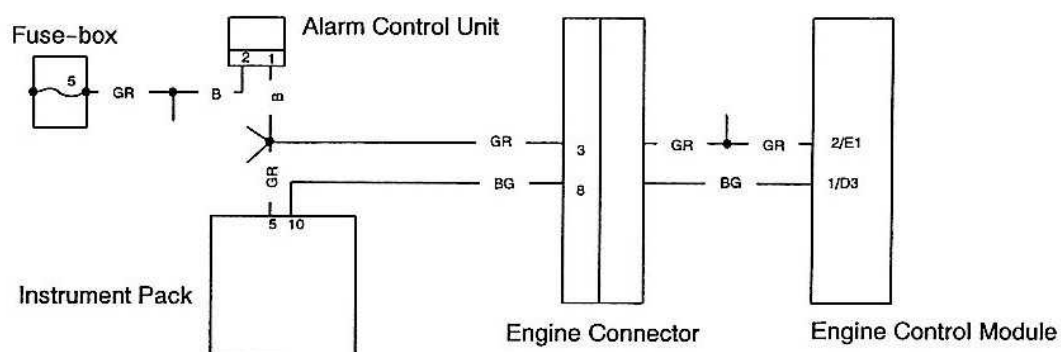 Fuse-box
Alarm Control Unit
5
2 1
GR
B
B
GR
3
GR
GR
2/E1
GR
BG
8
BG
1/D3
5 10
Instrument Pack
Engine Connector
Engine Control Module